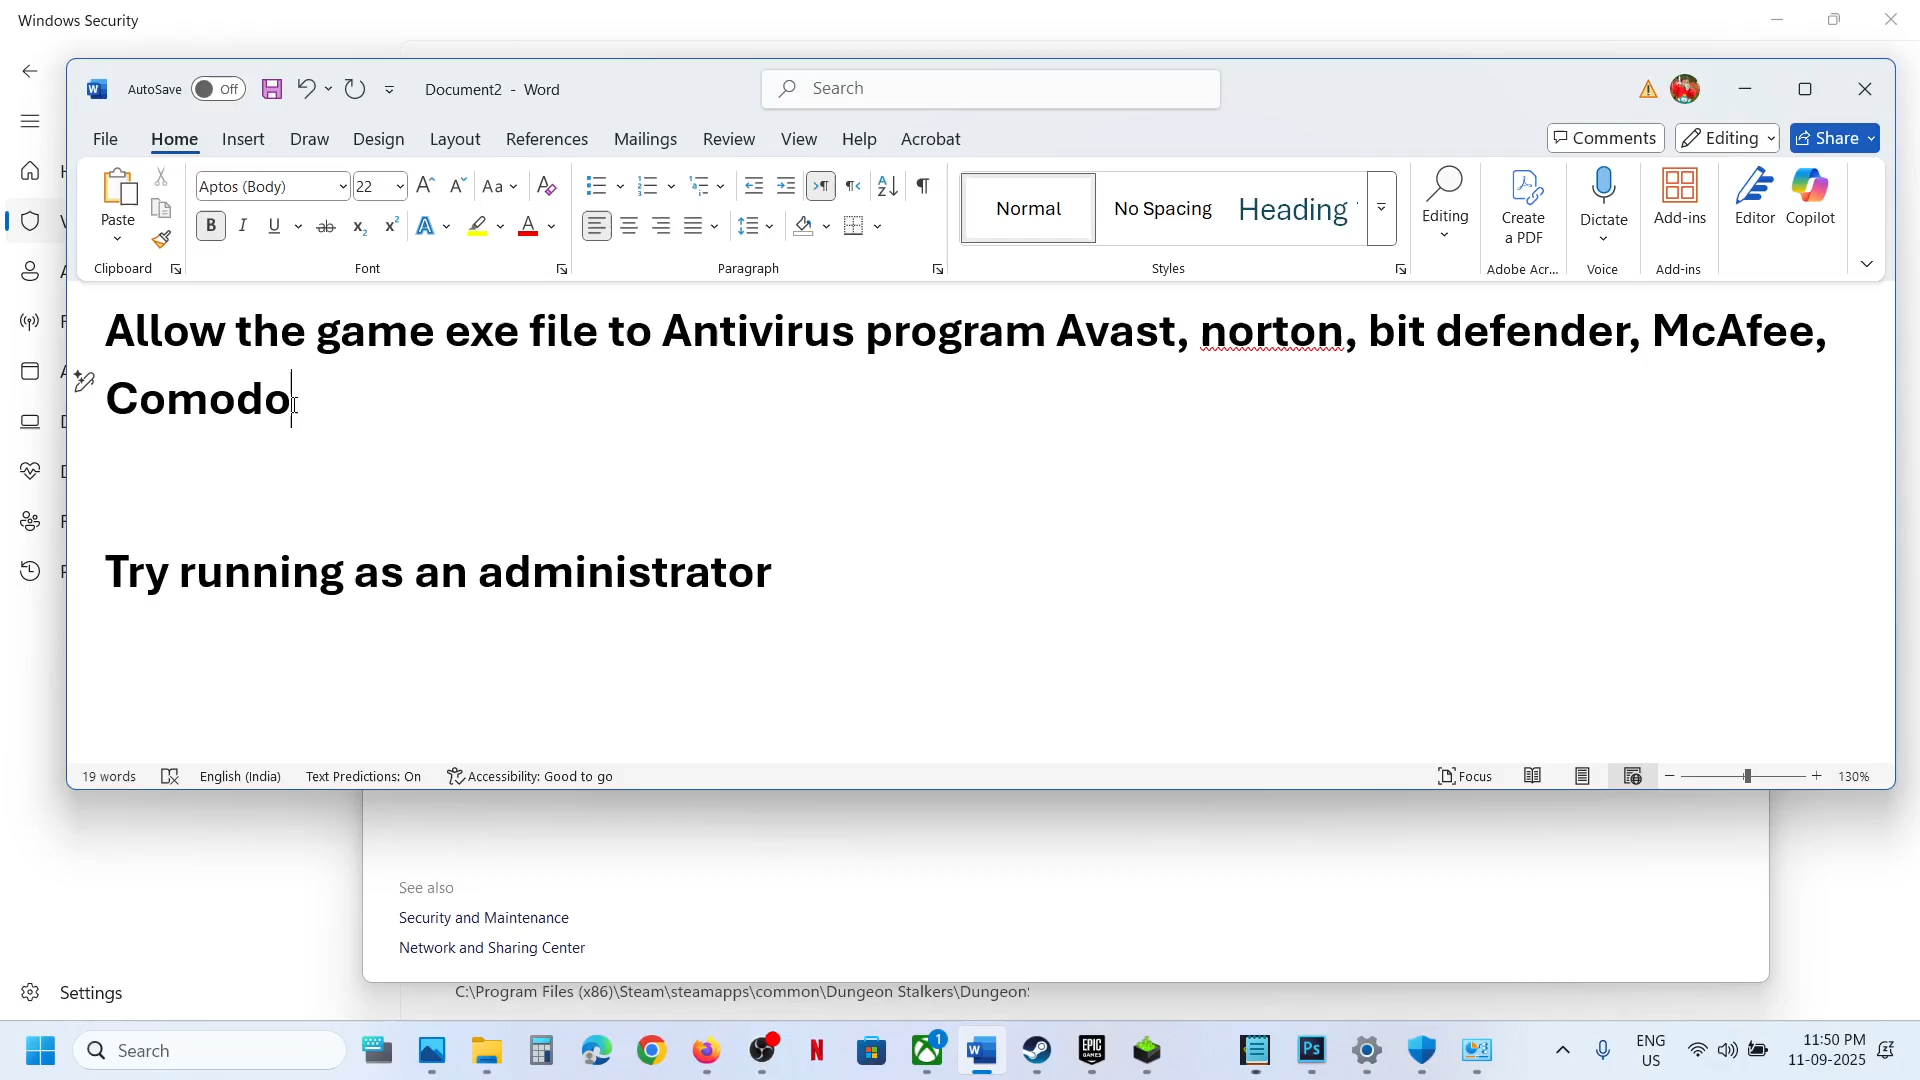 Windows Security
AutoSave Off
Document2 - Word
Search
File Home Insert Draw Design Layout References Mailings Review View Help Acrobat
Comments Editing Share
Paste
Clipboard
Aptos (Body) 22
Font
Paragraph
Normal
No Spacing
Heading
Styles
Editing
Create
a PDF
Adobe Acr...
Dictate
Voice
Add-ins
Add-ins
Editor
Copilot
Allow the game exe file to Antivirus program Avast, norton, bit defender, McAfee,
Comodo
Try running as an administrator
19 words English (India) Text Predictions: On Accessibility: Good to go Focus 130%
See also
Security and Maintenance
Network and Sharing Center
Settings
C:\Program Files (x86)\Steam\steamapps\common\Dungeon Stalkers\Dungeon
Search
ENG
US
11:50 PM
11-09-2025